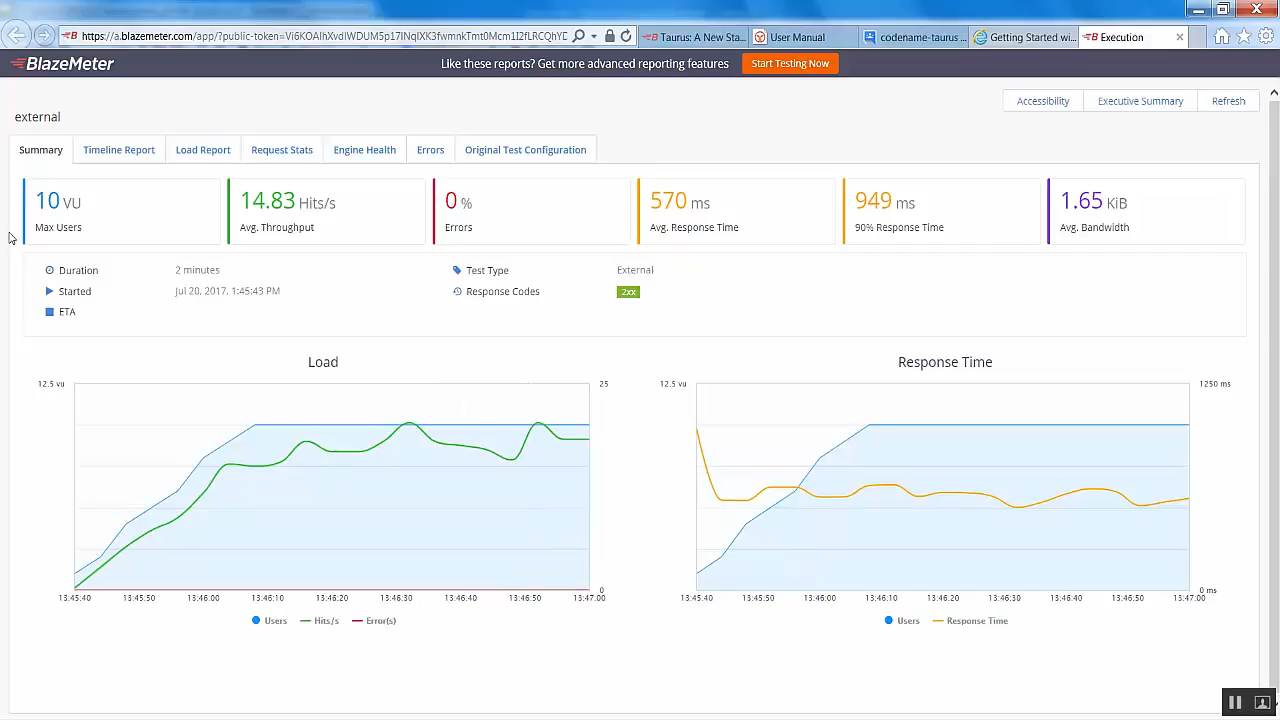 https://a.blazemeter.com/app/?public-token=
Taurus: A New Sta...
User Manual
codename-taurus ...
Getting Started wi...
Execution
BlazeMeter
Like these reports? Get more advanced reporting features
Start Testing Now
Accessibility
Executive Summary
Refresh
external
Summary
Timeline Report
Load Report
Request Stats
Engine Health
Errors
Original Test Configuration
10 VU
Max Users
14.83 Hits/s
Avg. Throughput
0 %
Errors
570 ms
Avg. Response Time
949 ms
90% Response Time
1.65 KiB
Avg. Bandwidth
Duration 2 minutes
Test Type External
Started Jul 20, 2017, 1:45:43 PM
Response Codes 2xx
ETA
Load
12.5 vu
25
0
13:45:40 13:45:50 13:46:00 13:46:10 13:46:20 13:46:30 13:46:40 13:46:50 13:47:00
Users Hits/s Error(s)
Response Time
12.5 vu
1250 ms
0 ms
13:45:40 13:45:50 13:46:00 13:46:10 13:46:20 13:46:30 13:46:40 13:46:50 13:47:00
Users Response Time